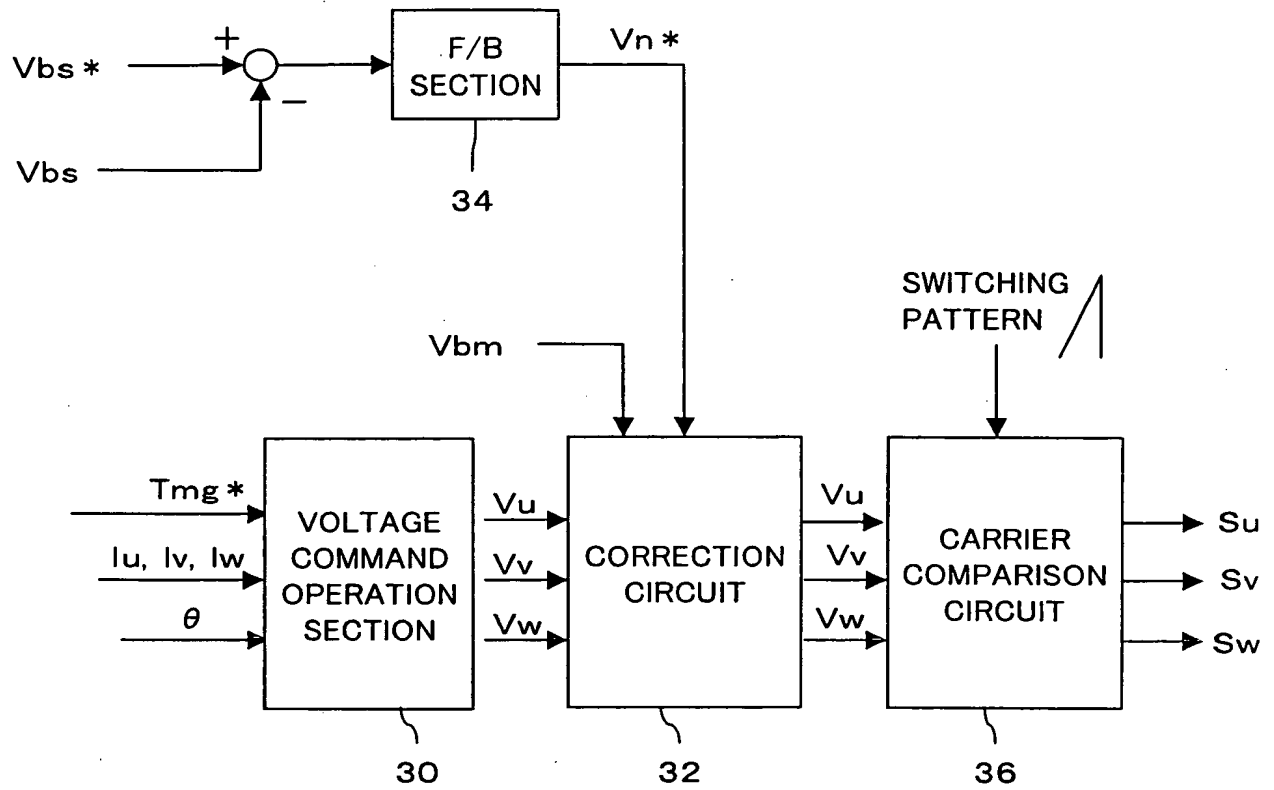 +
Vbs*
−
Vbs
F/B
SECTION
34
Vn*
SWITCHING
PATTERN
Vbm
Tmg*
Iu, Iv, Iw
θ
VOLTAGE
COMMAND
OPERATION
SECTION
30
Vu
Vv
Vw
CORRECTION
CIRCUIT
32
Vu
Vv
Vw
CARRIER
COMPARISON
CIRCUIT
36
Su
Sv
Sw